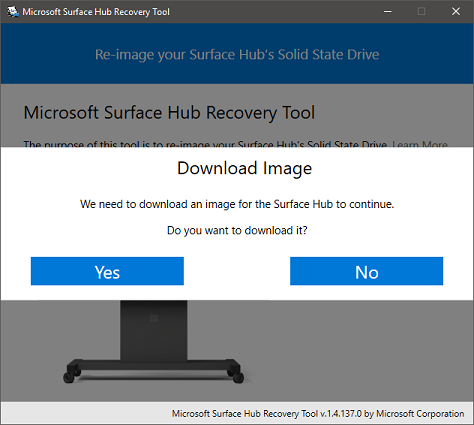 Microsoft Surface Hub Recovery Tool
Re-image your Surface Hub's Solid State Drive
Microsoft Surface Hub Recovery Tool
The purpose of this tool is to re-image your Surface Hub's Solid State Drive. Learn More
Download Image
We need to download an image for the Surface Hub to continue.
Do you want to download it?
Yes
No
Microsoft Surface Hub Recovery Tool v.1.4.137.0 by Microsoft Corporation